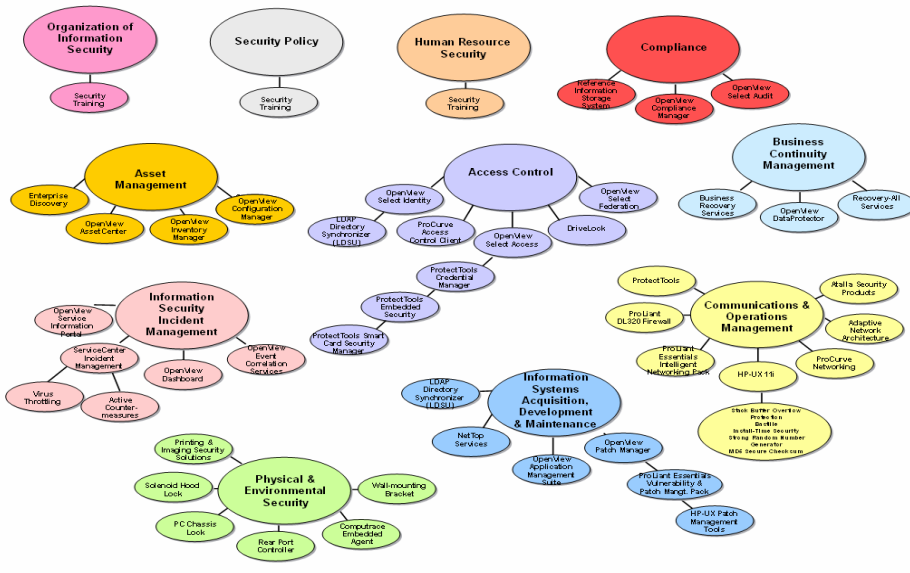 Organization of
Information
Security
Security
Training
Security Policy
Security
Training
Human Resource
Security
Security
Training
Compliance
Reference
Information
Storage
System
OpenView
Compliance
Manager
OpenView
Select Audit
Asset
Management
Enterprise
Discovery
OpenView
AssetCenter
OpenView
Inventory
Manager
OpenView
Configuration
Manager
Access Control
OpenView
Select Identity
LDAP
Directory
Synchronizer
(LDSU)
ProCurve
Access
Control Client
OpenView
Select Access
DriveLock
OpenView
Select
Federation
ProtectTools
Credential
Manager
ProtectTools
Embedded
Security
ProtectTools Smart
Card Security
Manager
Business
Continuity
Management
Business
Recovery
Services
OpenView
DataProtector
Recovery-All
Services
Information
Security
Incident
Management
OpenView
Service
Information
Portal
ServiceCenter
Incident
Management
Virus
Throttling
Active
Counter-
measures
OpenView
Dashboard
OpenView
Event
Correlation
Services
Communications &
Operations
Management
ProtectTools
ProLiant
DL320 Firewall
ProLiant
Essentials
Intelligent
Networking Pack
HP-UX 11i
Stack Buffer Overflow
Protection
Bastille
Install-Time Security
Strong Random Number
Generator
MD5 Secure Checksum
ProCurve
Networking
Adaptive
Network
Architecture
Atalla Security
Products
Information
Systems
Acquisition,
Development
& Maintenance
LDAP
Directory
Synchronizer
(LDSU)
NetTop
Services
OpenView
Application
Management
Suite
OpenView
Patch Manager
ProLiant Essentials
Vulnerability &
Patch Mangt. Pack
HP-UX Patch
Management
Tools
Physical &
Environmental
Security
Printing &
Imaging Security
Solutions
Solenoid Hood
Lock
PC Chassis
Lock
Rear Port
Controller
Computrace
Embedded
Agent
Wall-mounting
Bracket